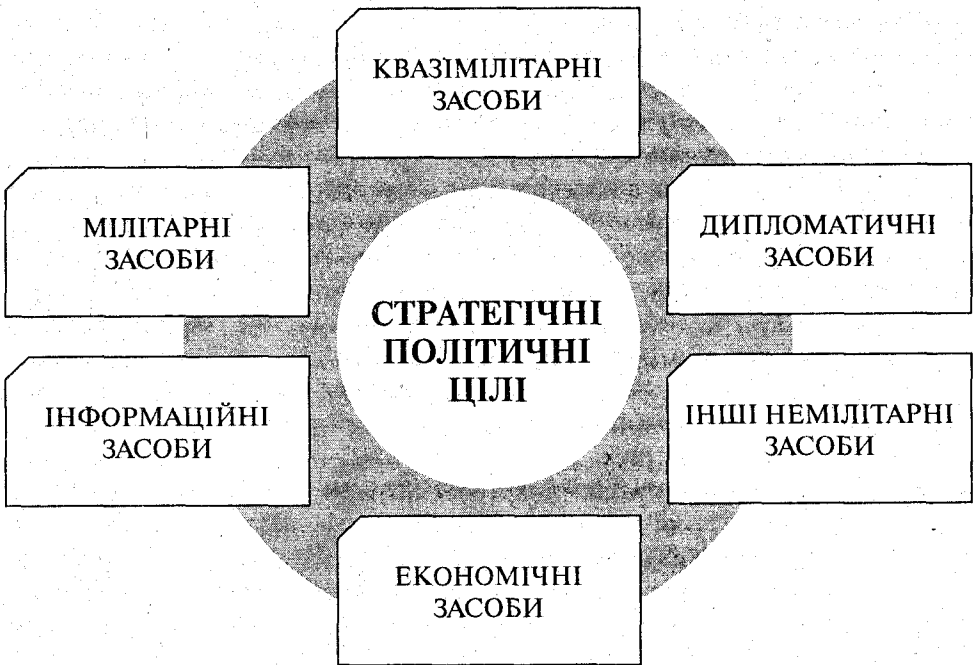 КВАЗІМІЛІТАРНІ
ЗАСОБИ
МІЛІТАРНІ
ЗАСОБИ
ДИПЛОМАТИЧНІ
ЗАСОБИ
СТРАТЕГІЧНІ
ПОЛІТИЧНІ
ЦІЛІ
ІНФОРМАЦІЙНІ
ЗАСОБИ
ІНШІ НЕМІЛІТАРНІ
ЗАСОБИ
ЕКОНОМІЧНІ
ЗАСОБИ